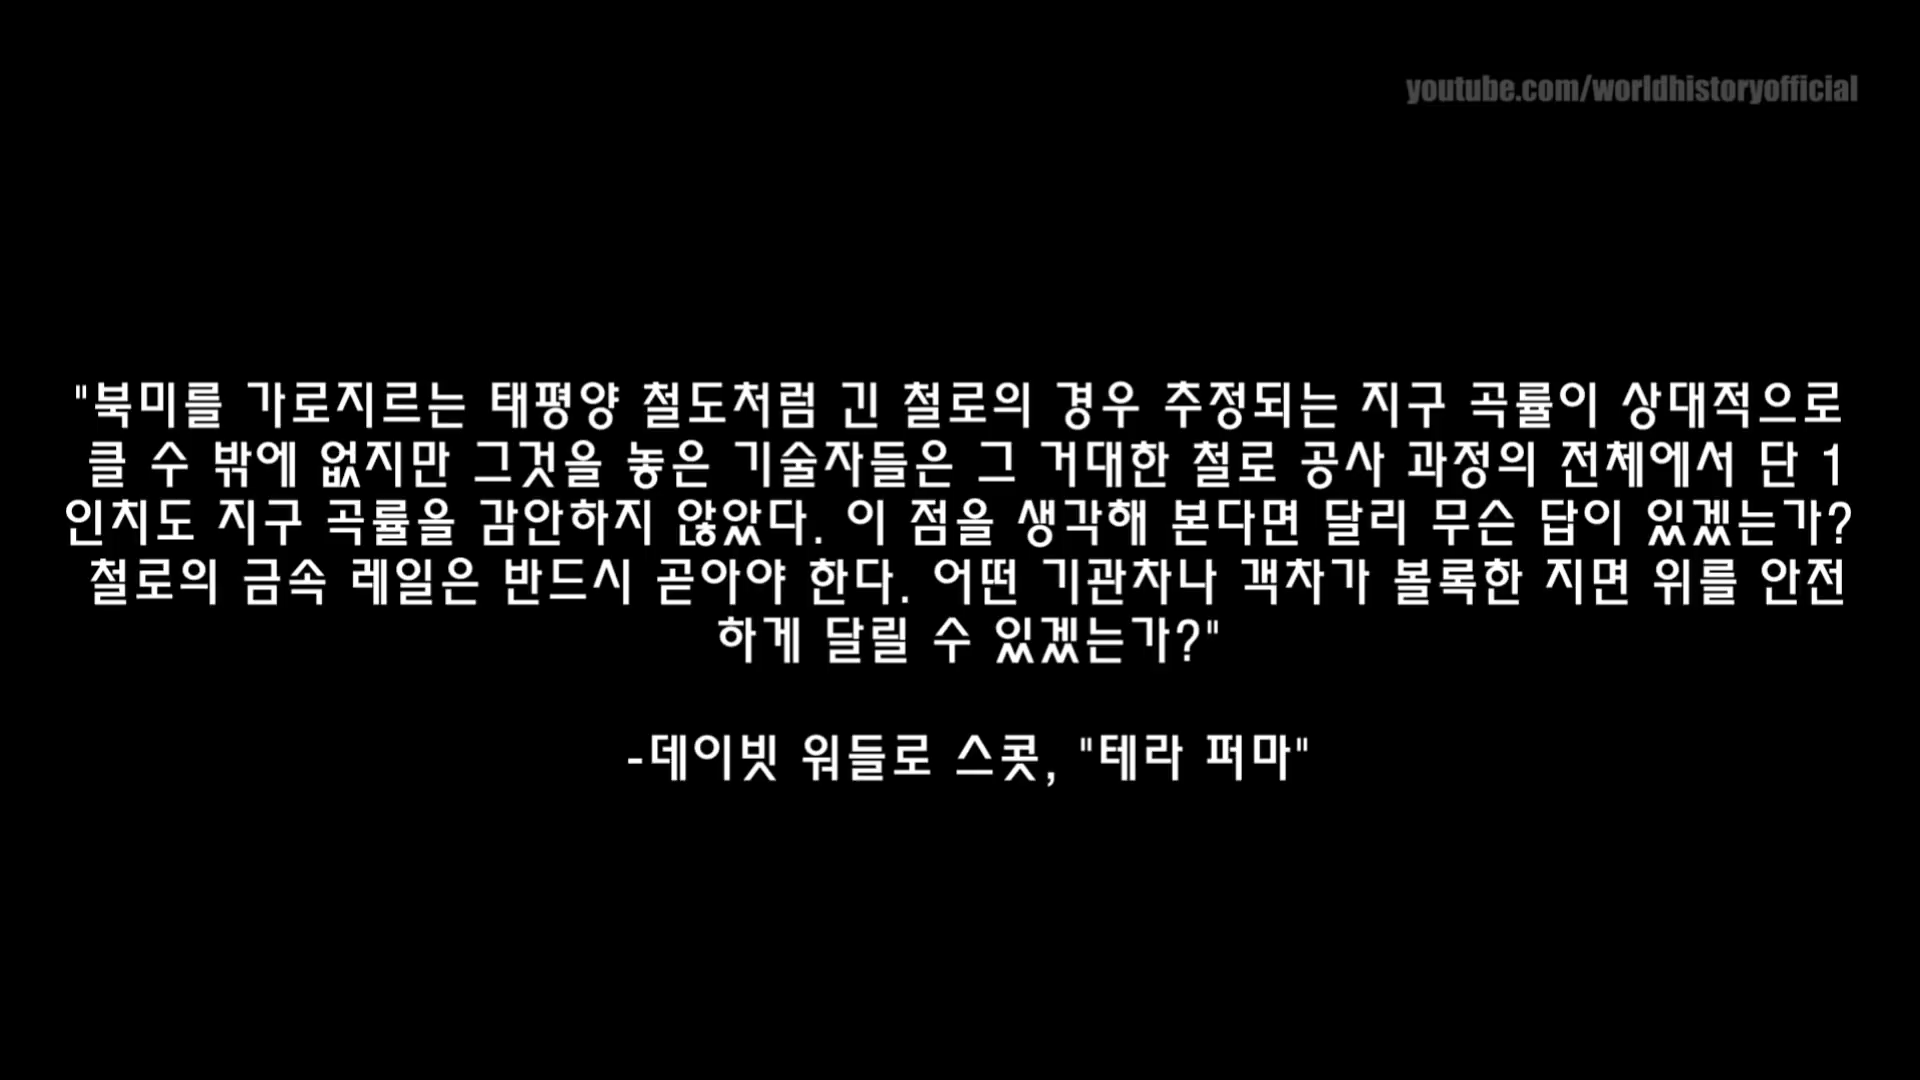 youtube.com/worldhistoryofficial
"북미를 가로지르는 태평양 철도처럼 긴 철로의 경우 추정되는 지구 곡률이 상대적으로
클 수 밖에 없지만 그것을 놓은 기술자들은 그 거대한 철로 공사 과정의 전체에서 단 1
인치도 지구 곡률을 감안하지 않았다. 이 점을 생각해 본다면 달리 무슨 답이 있겠는가?
철로의 금속 레일은 반드시 곧아야 한다. 어떤 기관차나 객차가 볼록한 지면 위를 안전
하게 달릴 수 있겠는가?"
-데이빗 워들로 스콧, "테라 퍼마"